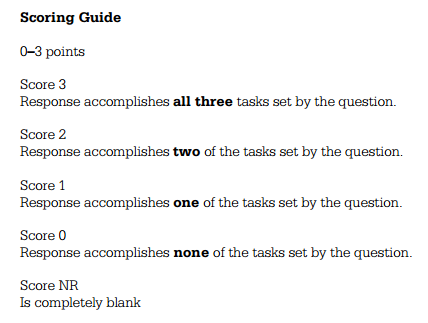 Scoring Guide
0–3 points
Score 3
Response accomplishes all three tasks set by the question.
Score 2
Response accomplishes two of the tasks set by the question.
Score 1
Response accomplishes one of the tasks set by the question.
Score 0
Response accomplishes none of the tasks set by the question.
Score NR
Is completely blank